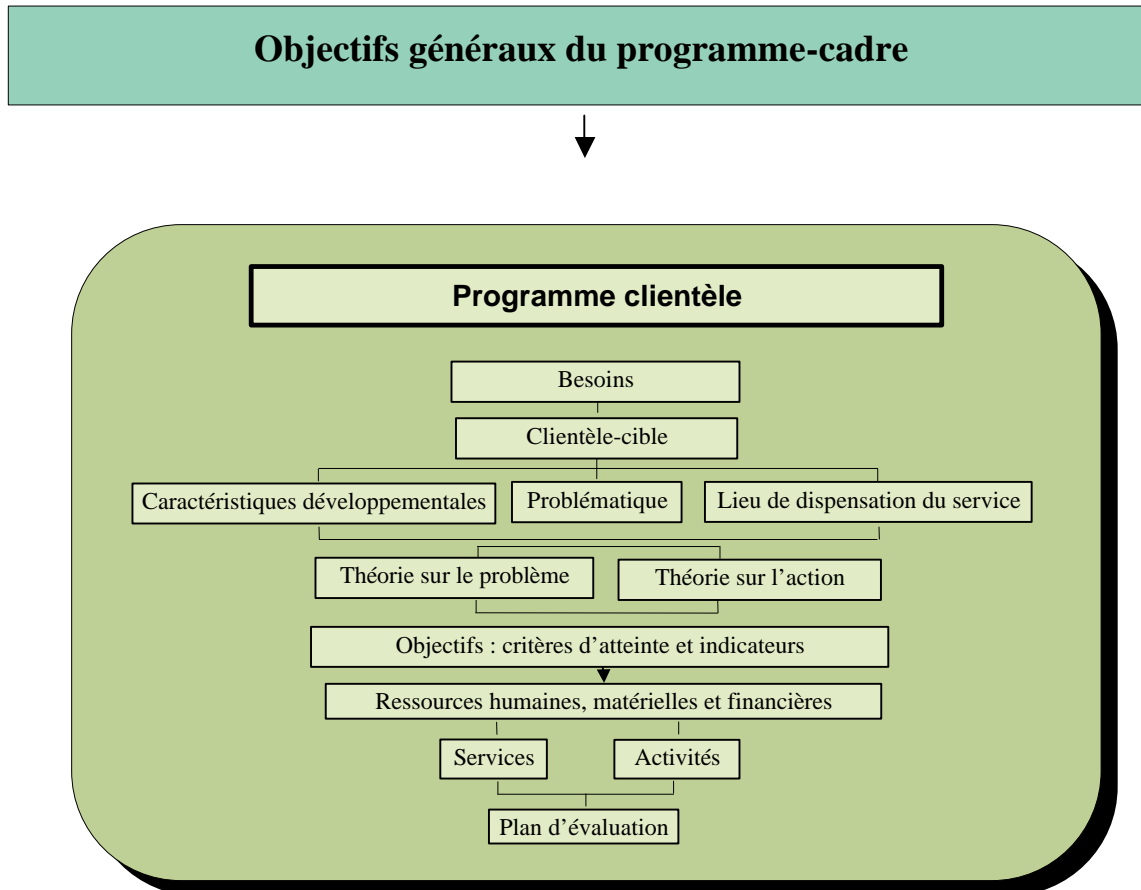 Objectifs généraux du programme-cadre
Programme clientèle
Besoins
Clientèle-cible
Caractéristiques développementales
Problématique
Lieu de dispensation du service
Théorie sur le problème
Théorie sur l’action
Objectifs : critères d’atteinte et indicateurs
Ressources humaines, matérielles et financières
Services
Activités
Plan d’évaluation